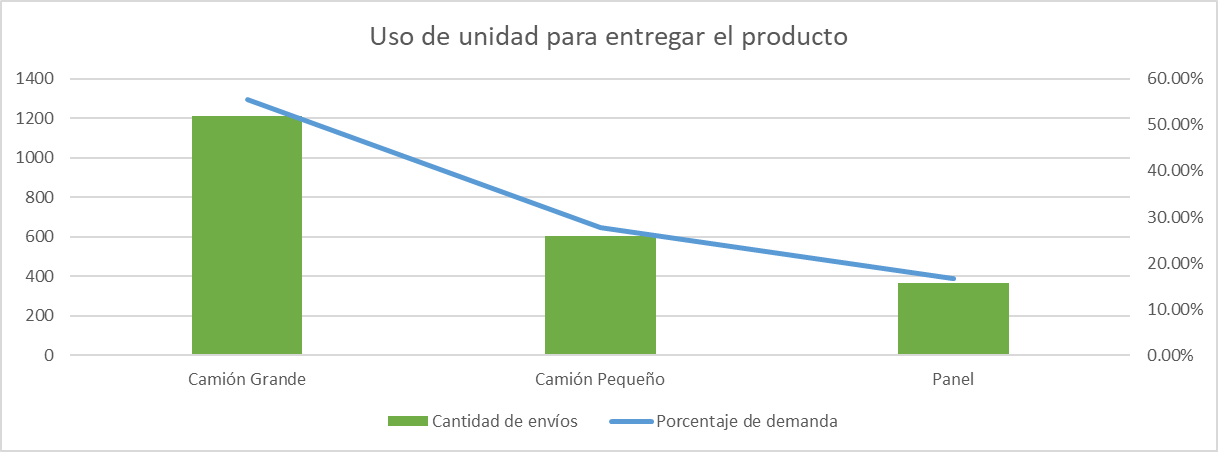 Uso de unidad para entregar el producto
1400 60.00%
1200 50.00%
1000 40.00%
800 30.00%
600 20.00%
400 10.00%
200 0.00%
0
Camión Grande Camión Pequeño Panel
Cantidad de envíos Porcentaje de demanda